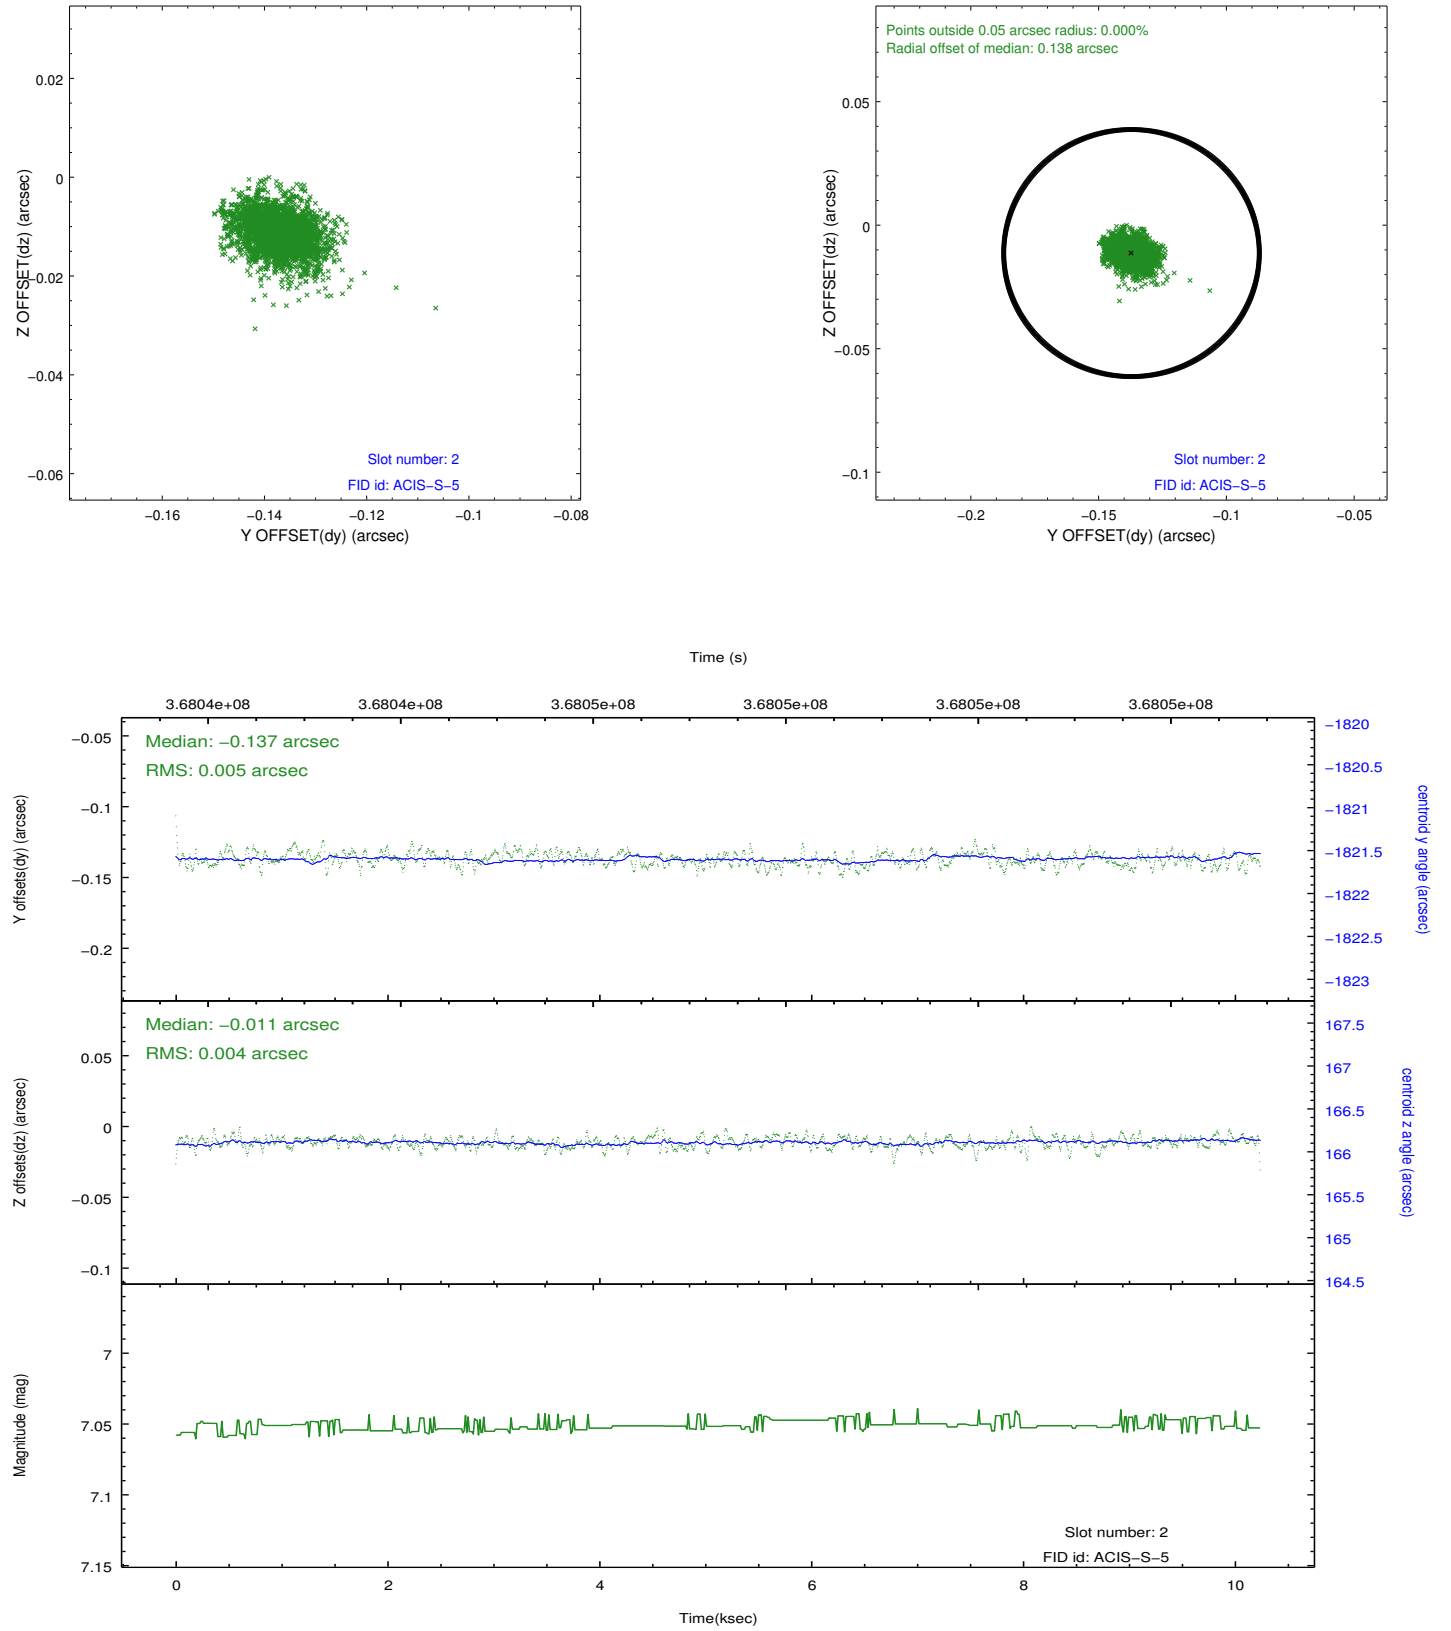 0.02
0
−0.02
−0.04
−0.06
Z OFFSET(dz) (arcsec)
Slot number: 2
FID id: ACIS−S−5
−0.16
−0.14
−0.12
−0.1
−0.08
Y OFFSET(dy) (arcsec)
Points outside 0.05 arcsec radius: 0.000%
Radial offset of median: 0.138 arcsec
0.05
0
−0.05
−0.1
Z OFFSET(dz) (arcsec)
Slot number: 2
FID id: ACIS−S−5
−0.2
−0.15
−0.1
−0.05
Y OFFSET(dy) (arcsec)
Time (s)
3.6804e+08
3.6804e+08
3.6805e+08
3.6805e+08
3.6805e+08
3.6805e+08
Median: −0.137 arcsec
RMS: 0.005 arcsec
−0.05
−0.1
−0.15
−0.2
Y offsets(dy) (arcsec)
−1820
−1820.5
−1821
−1821.5
−1822
−1822.5
−1823
centroid y angle (arcsec)
Median: −0.011 arcsec
RMS: 0.004 arcsec
0.05
0
−0.05
−0.1
Z offsets(dz) (arcsec)
167.5
167
166.5
166
165.5
165
164.5
centroid z angle (arcsec)
7
7.05
7.1
7.15
Magnitude (mag)
Slot number: 2
FID id: ACIS−S−5
0
2
4
6
8
10
Time(ksec)